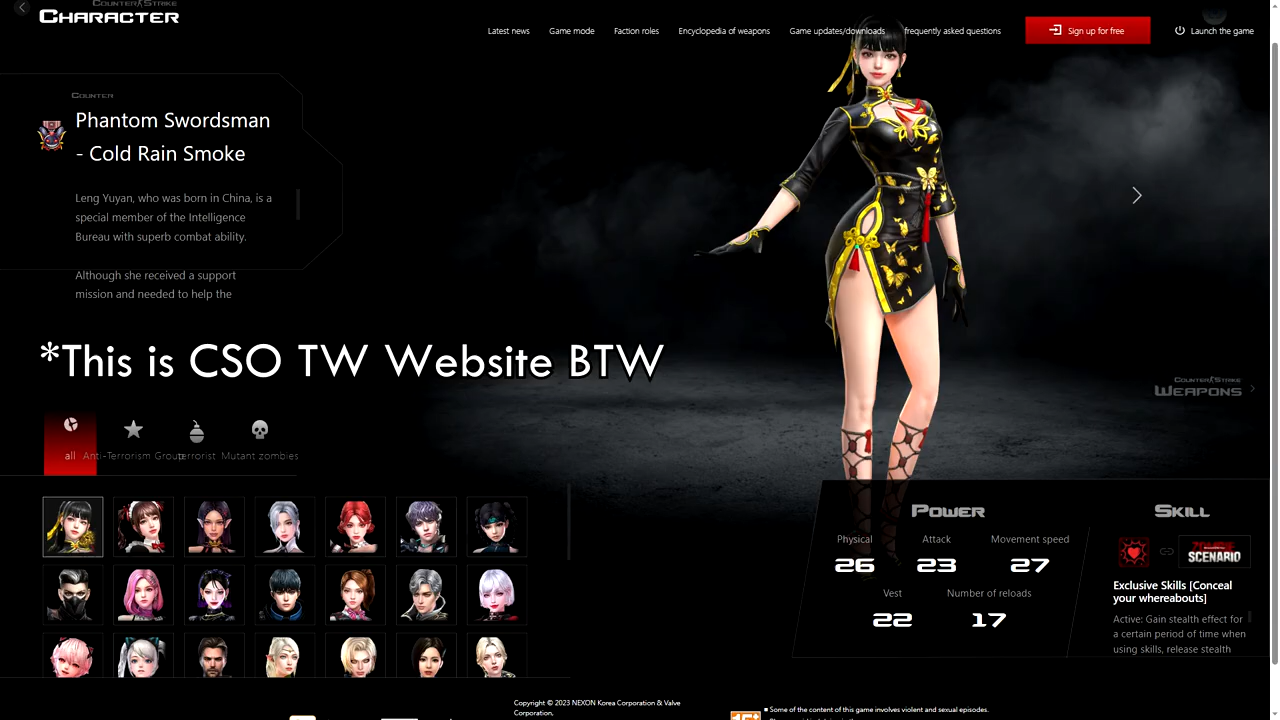 Counter Strike
Character
Latest news
Game mode
Faction roles
Encyclopedia of weapons
Game updates/downloads
frequently asked questions
Sign up for free
Launch the game
Counter
Phantom Swordsman
- Cold Rain Smoke
Leng Yuyan, who was born in China, is a
special member of the Intelligence
Bureau with superb combat ability.
Although she received a support
mission and needed to help the
*This is CSO TW Website BTW
Counter Strike
Weapons
all
Anti-Terrorism Group
terrorist
Mutant zombies
Power
Physical
Attack
Movement speed
26
23
27
Vest
Number of reloads
22
17
Skill
SCENARIO
Exclusive Skills [Conceal
your whereabouts]
Active: Gain stealth effect for
a certain period of time when
using skills, release stealth
Copyright © 2023 NEXON Korea Corporation & Valve
Corporation,
■ Some of the content of this game involves violent and sexual episodes.